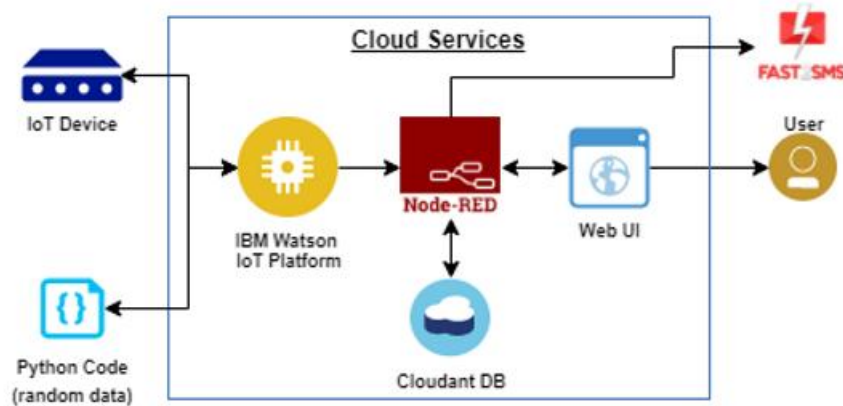 Cloud Services
FAST2SMS
IoT Device
User
Node-RED
IBM Watson
IoT Platform
Web UI
{}
Python Code
(random data)
Cloudant DB